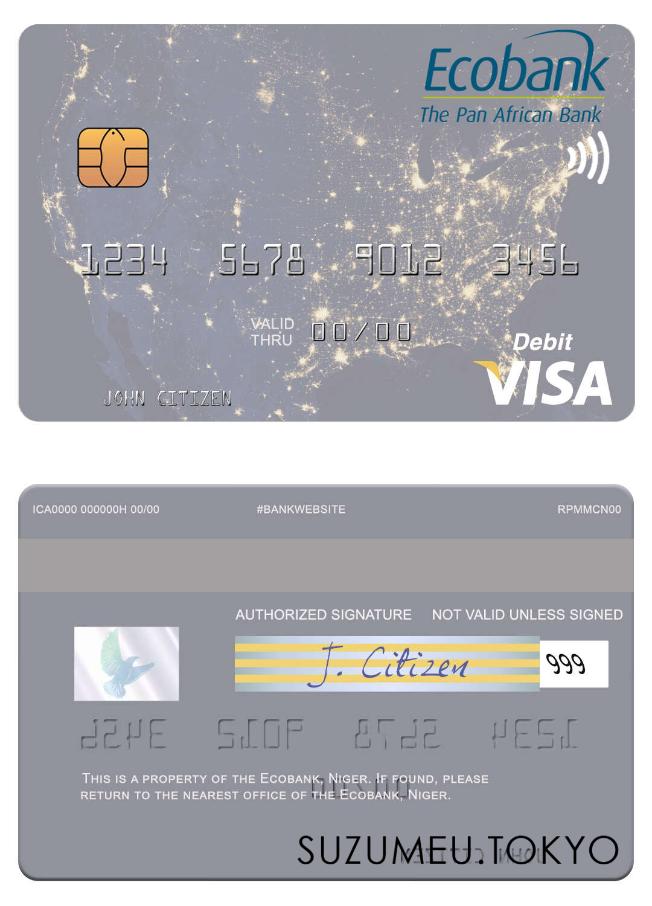 Ecobank
The Pan African Bank
1234 5678 9012 3456
VALID THRU 00/00
Debit
VISA
JOHN CITIZEN
ICA0000 000000H 00/00 #BANKWEBSITE RPMMCN00
AUTHORIZED SIGNATURE NOT VALID UNLESS SIGNED
J. Citizen 999
THIS IS A PROPERTY OF THE ECOBANK, NIGER. IF FOUND, PLEASE
RETURN TO THE NEAREST OFFICE OF THE ECOBANK, NIGER.
SUZUMEU.TOKYO